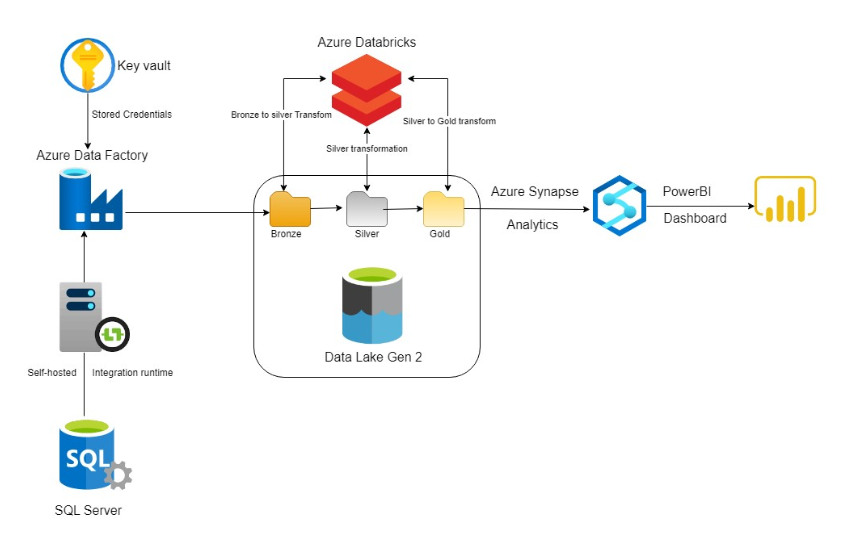 Azure Databricks
Key vault
Stored Credentials
Bronze to silver Transfom
Silver to Gold transform
Silver transformation
Azure Data Factory
Azure Synapse
Analytics
PowerBI
Dashboard
Bronze
Silver
Gold
Data Lake Gen 2
Self-hosted
Integration runtime
SQL
SQL Server